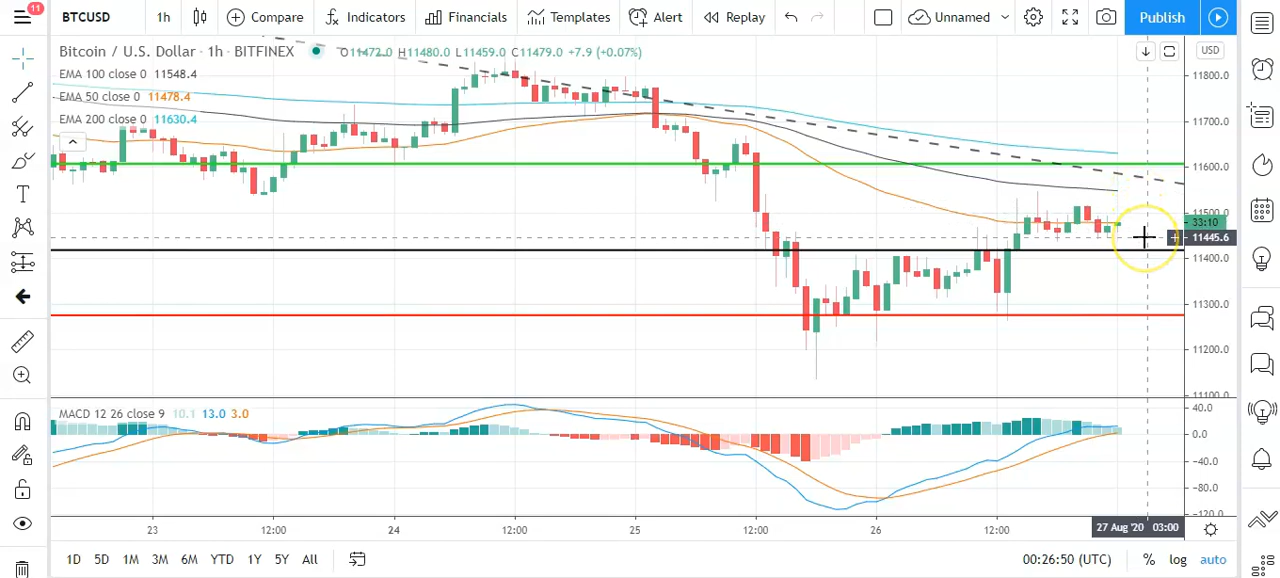 11
BTCUSD 1h Compare Indicators Financials Templates Alert Replay Unnamed Publish
Bitcoin / U.S. Dollar · 1h · BITFINEX O11472.0 H11480.0 L11459.0 C11479.0 +7.9 (+0.07%) USD
EMA 100 close 0 11548.4
EMA 50 close 0 11478.4
EMA 200 close 0 11630.4
11800.0
11700.0
11600.0
11500.0
33:10
11445.6
11400.0
11300.0
11200.0
11100.0
MACD 12 26 close 9 10.1 13.0 3.0
40.0
0.0
-40.0
-80.0
-120.0
23 12:00 24 12:00 25 12:00 26 12:00 27 Aug '20 03:00
1D 5D 1M 3M 6M YTD 1Y 5Y All 00:26:50 (UTC) % log auto